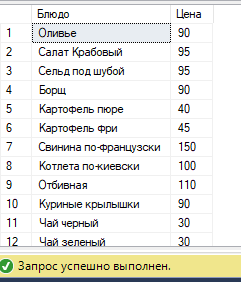 Блюдо Цена
1 Оливье 90
2 Салат Крабовый 95
3 Сельд под шубой 95
4 Борщ 90
5 Картофель пюре 40
6 Картофель фри 45
7 Свинина по-французски 150
8 Котлета по-киевски 100
9 Отбивная 110
10 Куриные крылышки 90
11 Чай черный 30
12 Чай зеленый 30
Запрос успешно выполнен.